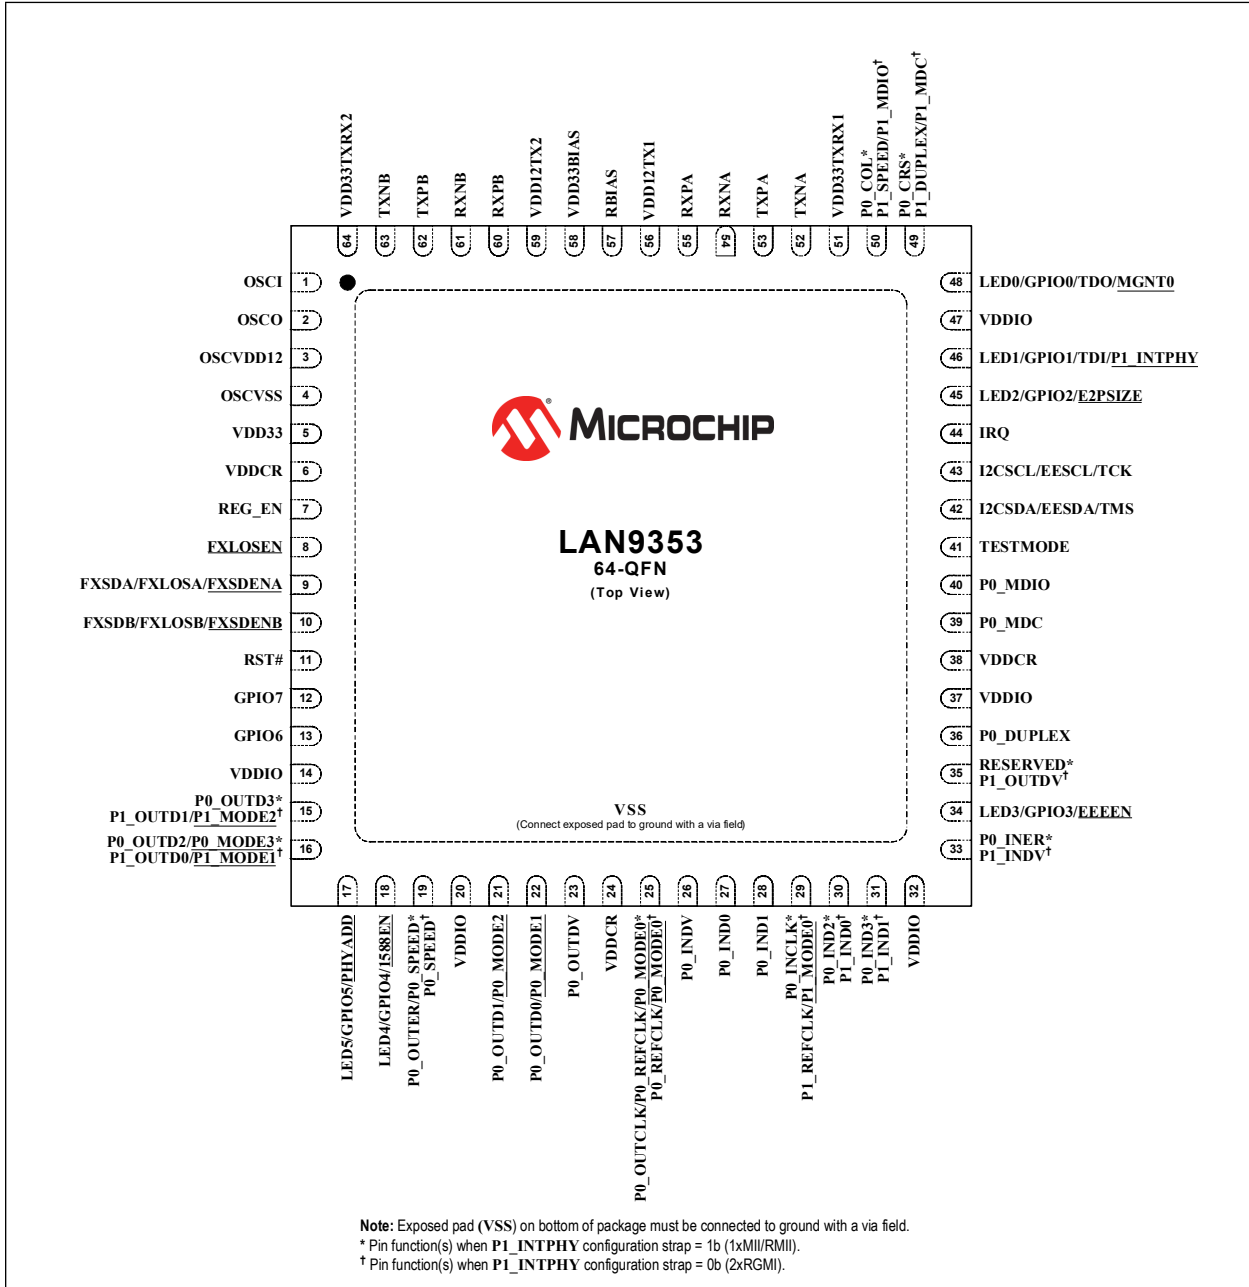 VDD33TXRX2
TXNB
TXPB
RXNB
RXPB
VDD12TX2
VDD33BIAS
RBIAS
VDD12TX1
RXPA
RXNA
TXPA
TXNA
VDD33TXRX1
P0_COL*
P1_SPEED/P1_MDIO†
P0_CRS*
P1_DUPLEX/P1_MDC†
64
63
62
61
60
59
58
57
56
55
54
53
52
51
50
49
OSCI 1
OSCO 2
OSCVDD12 3
OSCVSS 4
VDD33 5
VDDCR 6
REG_EN 7
FXLOSEN 8
FXSDA/FXLOSA/FXSDENA 9
FXSDB/FXLOSB/FXSDENB 10
RST# 11
GPIO7 12
GPIO6 13
VDDIO 14
P0_OUTD3*
P1_OUTD1/P1_MODE2† 15
P0_OUTD2/P0_MODE3*
P1_OUTD0/P1_MODE1† 16
MICROCHIP
®
LAN9353
64-QFN
(Top View)
VSS
(Connect exposed pad to ground with a via field)
48 LED0/GPIO0/TDO/MGNT0
47 VDDIO
46 LED1/GPIO1/TDI/P1_INTPHY
45 LED2/GPIO2/E2PSIZE
44 IRQ
43 I2CSCL/EESCL/TCK
42 I2CSDA/EESDA/TMS
41 TESTMODE
40 P0_MDIO
39 P0_MDC
38 VDDCR
37 VDDIO
36 P0_DUPLEX
35 RESERVED*
P1_OUTDV†
34 LED3/GPIO3/EEEEN
33 P0_INER*
P1_INDV†
17
18
19
20
21
22
23
24
25
26
27
28
29
30
31
32
LED5/GPIO5/PHYADD
LED4/GPIO4/1588EN
P0_OUTER/P0_SPEED*
P0_SPEED†
VDDIO
P0_OUTD1/P0_MODE2
P0_OUTD0/P0_MODE1
P0_OUTDV
VDDCR
P0_OUTCLK/P0_REFCLK/P0_MODE0*
P0_REFCLK/P0_MODE0†
P0_INDV
P0_IND0
P0_IND1
P0_INCLK*
P1_REFCLK/P1_MODE0†
P0_IND2*
P1_IND0†
P0_IND3*
P1_IND1†
VDDIO
Note: Exposed pad (VSS) on bottom of package must be connected to ground with a via field.
* Pin function(s) when P1_INTPHY configuration strap = 1b (1xMII/RMII).
† Pin function(s) when P1_INTPHY configuration strap = 0b (2xRGMI).